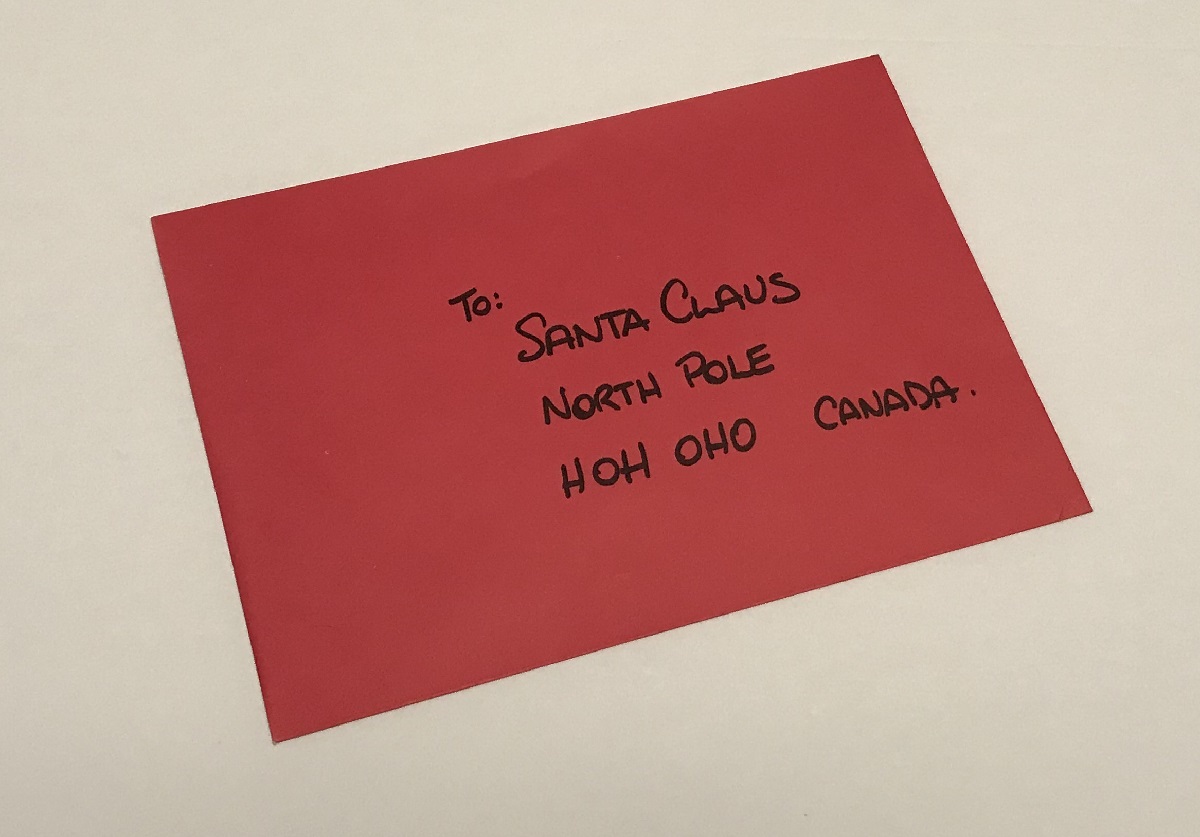 To:
SANTA CLAUS
NORTH POLE
HOH OHO CANADA.